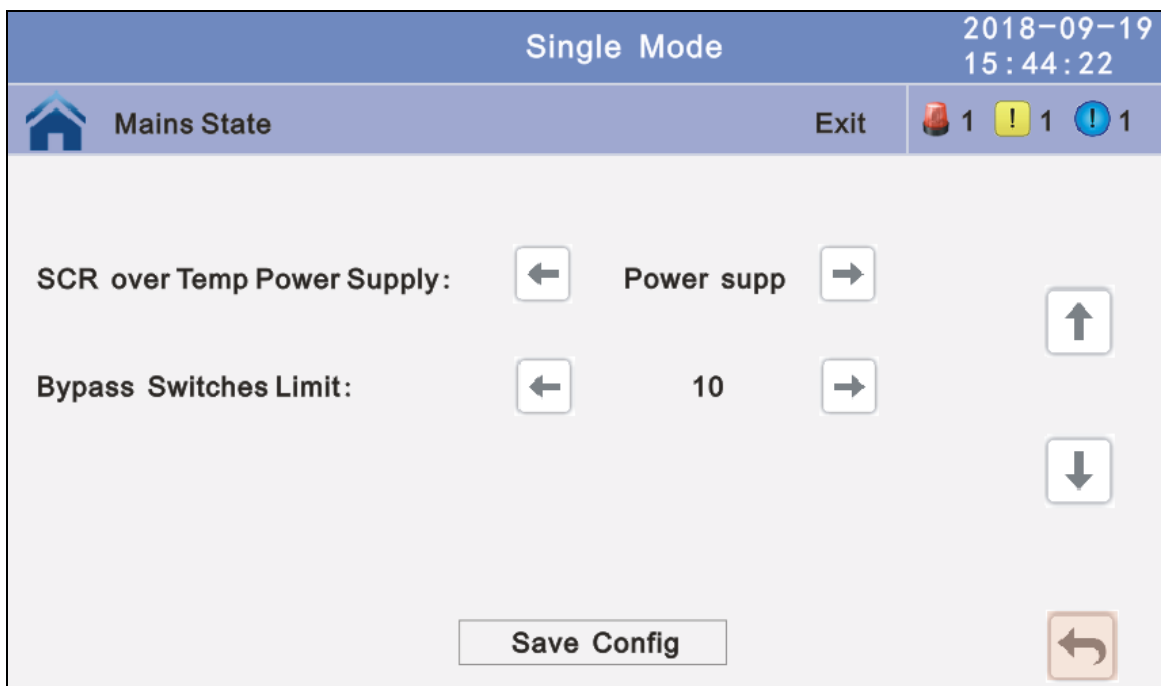 Single Mode
2018-09-19
15:44:22
Mains State
Exit
1
! 1
! 1
SCR over Temp Power Supply:
Power supp
Bypass Switches Limit:
10
Save Config